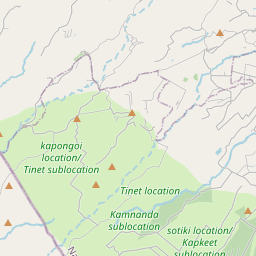 kapongoi
location/
Tinet sublocation
Tinet location
Kamnanda
sublocation
sotiki location/
Kapkeet
sublocation